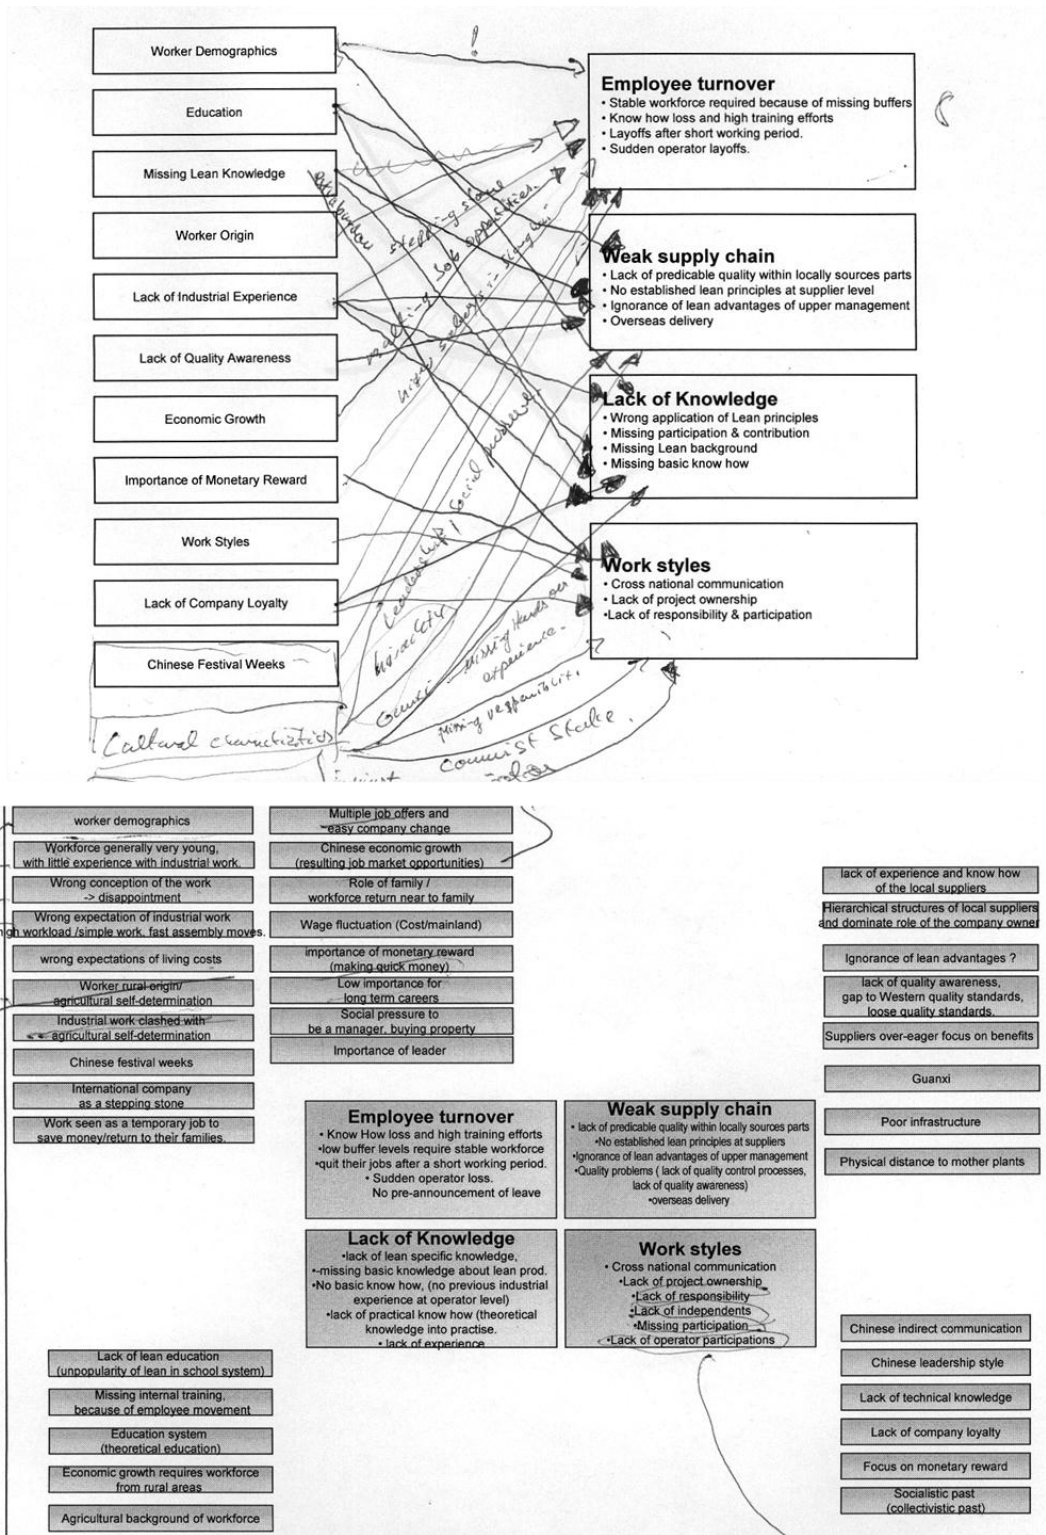 Worker Demographics
Education
Missing Lean Knowledge
Worker Origin
Lack of Industrial Experience
Lack of Quality Awareness
Economic Growth
Importance of Monetary Reward
Work Styles
Lack of Company Loyalty
Chinese Festival Weeks
Cultural characteristics
!
stepping stone
job opportunities.
social pressure
Leadership
hierarchy
missing hands on
experience.
missing responsibilit.
Employee turnover
• Stable workforce required because of missing buffers
• Know how loss and high training efforts
• Layoffs after short working period.
• Sudden operator layoffs.
Weak supply chain
• Lack of predicable quality within locally sources parts
• No established lean principles at supplier level
• Ignorance of lean advantages of upper management
• Overseas delivery
Lack of Knowledge
• Wrong application of Lean principles
• Missing participation & contribution
• Missing Lean background
• Missing basic know how
Work styles
• Cross national communication
• Lack of project ownership
•Lack of responsibility & participation
worker demographics
Workforce generally very young,
with little experience with industrial work.
Wrong conception of the work
-> disappointment
Wrong expectation of industrial work
gh workload /simple work. fast assembly moves.
wrong expectations of living costs
Worker rural origin/
agricultural self-determination
Industrial work clashed with
agricultural self-determination
Chinese festival weeks
International company
as a stepping stone
Work seen as a temporary job to
save money/return to their families.
Multiple job offers and
easy company change
Chinese economic growth
(resulting job market opportunities)
Role of family /
workforce return near to family
Wage fluctuation (Cost/mainland)
importance of monetary reward
(making quick money)
Low importance for
long term careers
Social pressure to
be a manager, buying property
Importance of leader
lack of experience and know how
of the local suppliers
Hierarchical structures of local suppliers
and dominate role of the company owner
Ignorance of lean advantages ?
lack of quality awareness,
gap to Western quality standards,
loose quality standards.
Suppliers over-eager focus on benefits
Guanxi
Poor infrastructure
Physical distance to mother plants
Employee turnover
• Know How loss and high training efforts
•low buffer levels require stable workforce
•quit their jobs after a short working period.
• Sudden operator loss.
No pre-announcement of leave
Weak supply chain
• lack of predicable quality within locally sources parts
•No established lean principles at suppliers
•Ignorance of lean advantages of upper management
•Quality problems ( lack of quality control processes,
lack of quality awareness)
•overseas delivery
Lack of Knowledge
•lack of lean specific knowledge,
•-missing basic knowledge about lean prod.
•No basic know how, (no previous industrial
experience at operator level)
•lack of practical know how (theoretical
knowledge into practise.
• lack of experience
Work styles
• Cross national communication
•Lack of project ownership
•Lack of responsibility
•Lack of independents
•Missing participation
•Lack of operator participations
Lack of lean education
(unpopularity of lean in school system)
Missing internal training,
because of employee movement
Education system
(theoretical education)
Economic growth requires workforce
from rural areas
Agricultural background of workforce
Chinese indirect communication
Chinese leadership style
Lack of technical knowledge
Lack of company loyalty
Focus on monetary reward
Socialistic past
(collectivistic past)